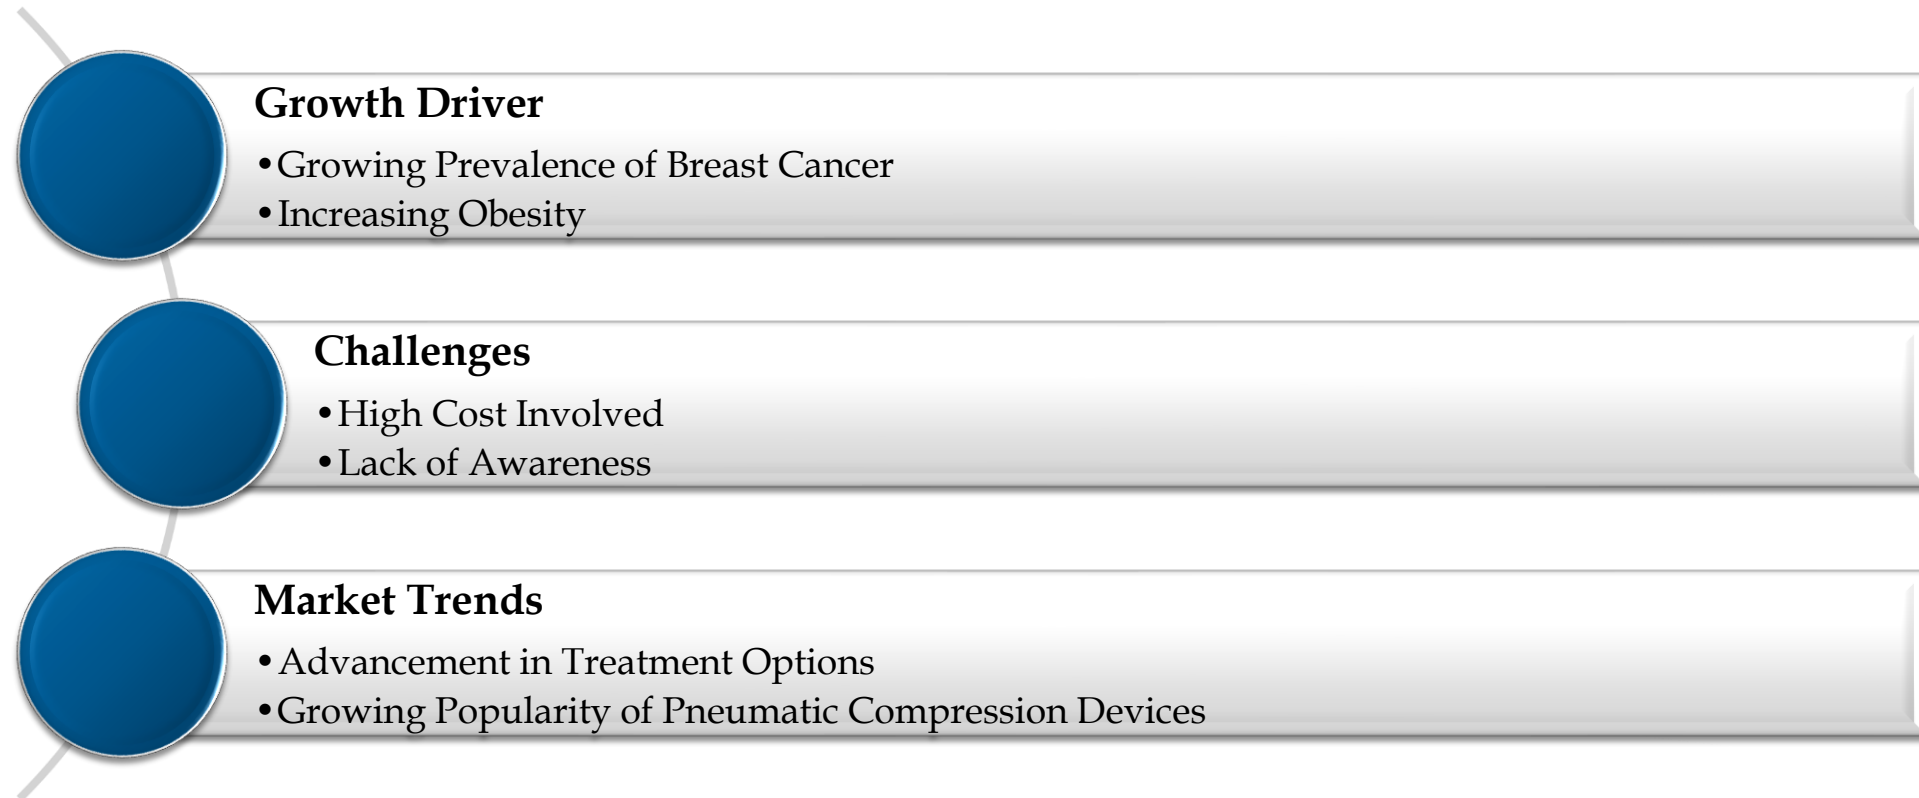 Growth Driver
•Growing Prevalence of Breast Cancer
•Increasing Obesity
Challenges
•High Cost Involved
•Lack of Awareness
Market Trends
•Advancement in Treatment Options
•Growing Popularity of Pneumatic Compression Devices